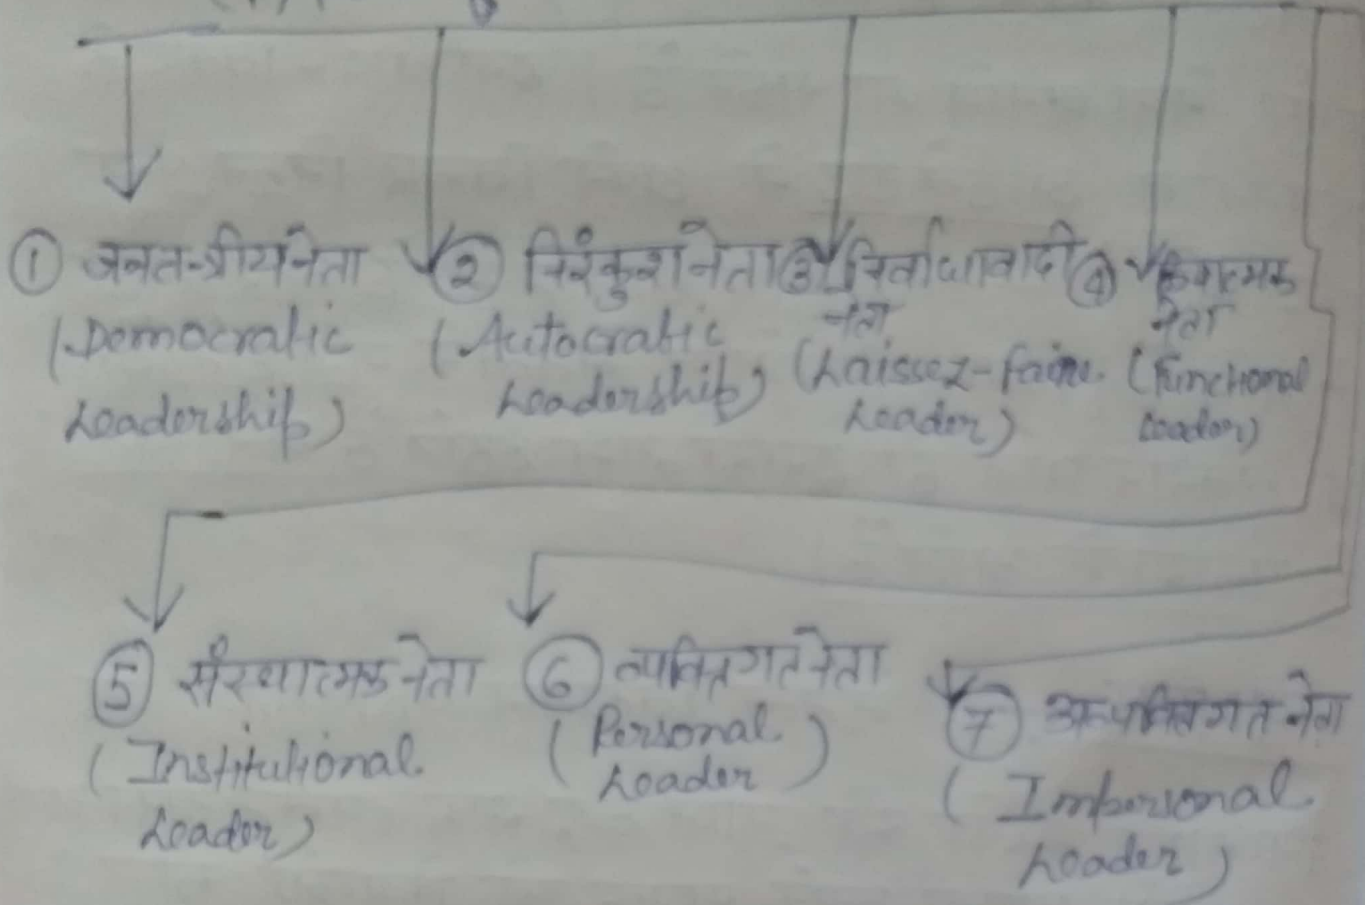 ① जनतन्त्रीय नेता
(Democratic
Leadership)
② निरंकुश नेता
(Autocratic
Leadership)
③ निर्वाधावादी
नेता
(Laissez-faire
Leader)
④ क्रियात्मक
नेता
(Functional
Leader)
⑤ संस्थात्मक नेता
(Institutional
Leader)
⑥ व्यक्तिगत नेता
(Personal
Leader)
⑦ अव्यक्तिगत नेता
(Impersonal
Leader)